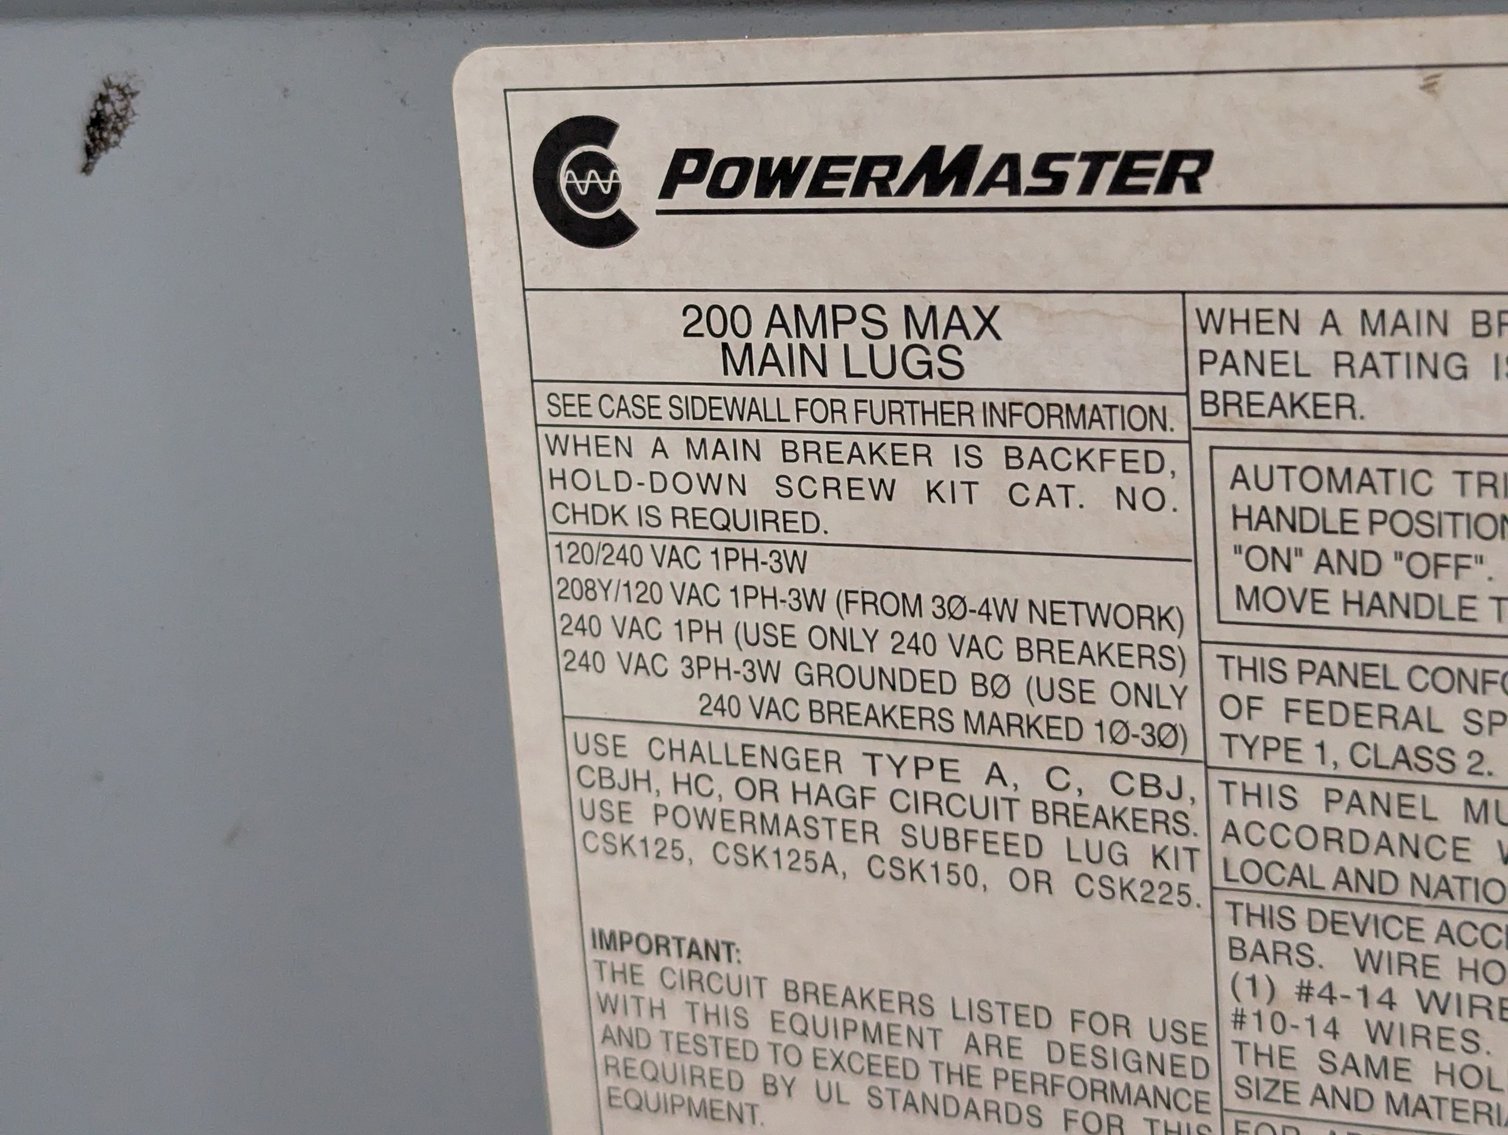 POWERMASTER
200 AMPS MAX
MAIN LUGS
SEE CASE SIDEWALL FOR FURTHER INFORMATION.
WHEN A MAIN BREAKER IS BACKFED,
HOLD-DOWN SCREW KIT CAT. NO.
CHDK IS REQUIRED.
120/240 VAC 1PH-3W
208Y/120 VAC 1PH-3W (FROM 3Ø-4W NETWORK)
240 VAC 1PH (USE ONLY 240 VAC BREAKERS)
240 VAC 3PH-3W GROUNDED BØ (USE ONLY
240 VAC BREAKERS MARKED 1Ø-3Ø)
USE CHALLENGER TYPE A, C, CBJ,
CBJH, HC, OR HAGF CIRCUIT BREAKERS.
USE POWERMASTER SUBFEED LUG KIT
CSK125, CSK125A, CSK150, OR CSK225.
IMPORTANT:
THE CIRCUIT BREAKERS LISTED FOR USE
WITH THIS EQUIPMENT ARE DESIGNED
AND TESTED TO EXCEED THE PERFORMANCE
REQUIRED BY UL STANDARDS FOR THIS
EQUIPMENT.
WHEN A MAIN
PANEL RATING
BREAKER.
AUTOMATIC
HANDLE
"ON" AND "OFF".
MOVE HANDLE
THIS PANEL
OF FEDERAL
TYPE 1, CLASS 2.
THIS PANEL
ACCORDANCE
LOCAL AND
THIS DEVICE
BARS. WIRE
(1) #4-14
#10-14 WIRES.
THE SAME
SIZE AND